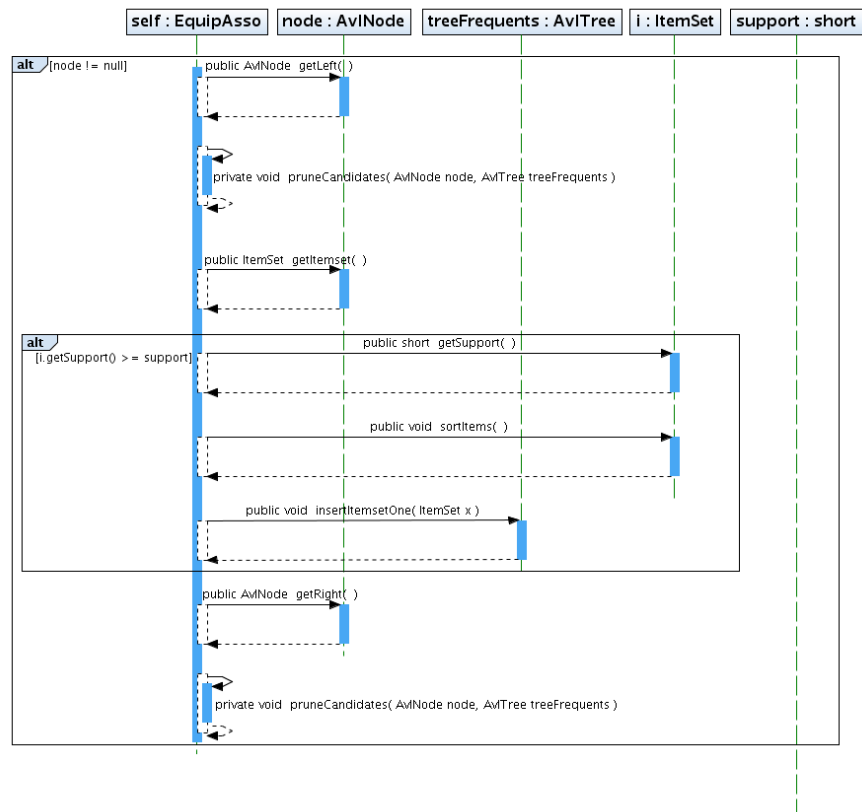 self : EquipAsso node : AvlNode treeFrequents : AvlTree i : ItemSet support : short
alt [node != null] public AvlNode getLeft( )
private void pruneCandidates( AvlNode node, AvlTree treeFrequents )
public ItemSet getItemset( )
alt
public short getSupport( )
[i.getSupport() >= support]
public void sortItems( )
public void insertItemsetOne( ItemSet x )
public AvlNode getRight( )
private void pruneCandidates( AvlNode node, AvlTree treeFrequents )